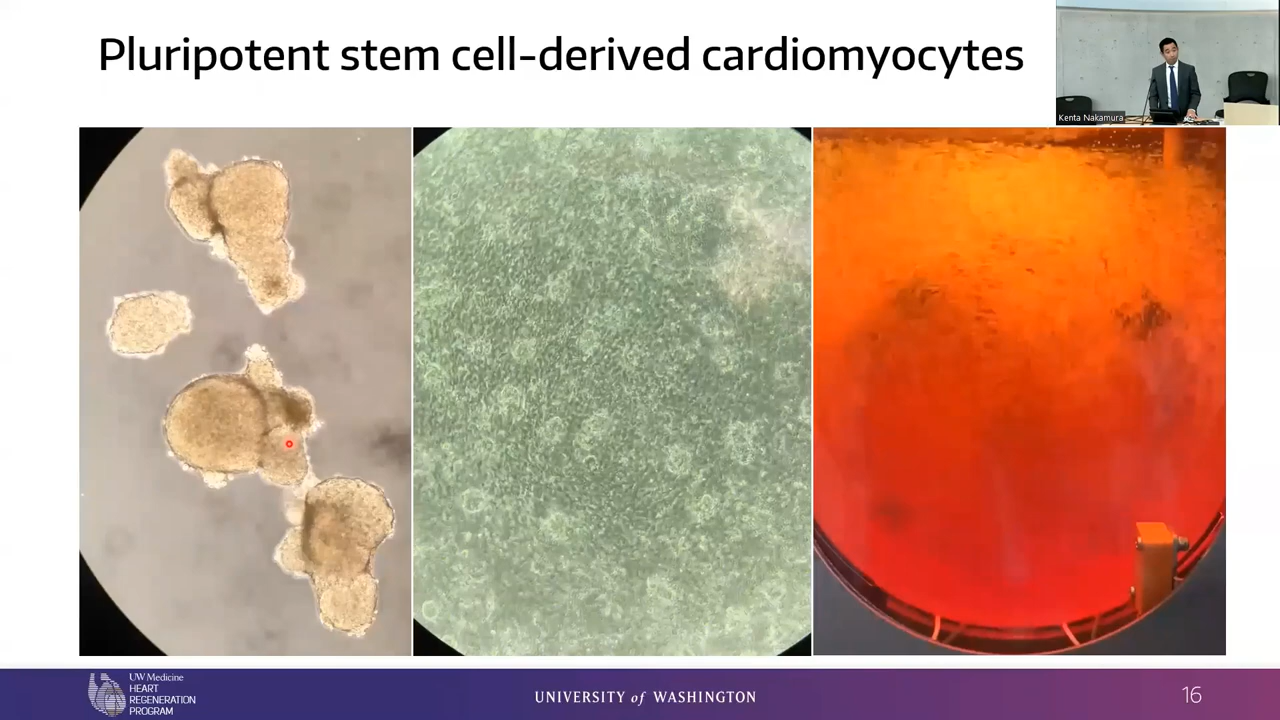 Pluripotent stem cell-derived cardiomyocytes
Kenta Nakamura
UW Medicine
HEART
REGENERATION
PROGRAM
UNIVERSITY of WASHINGTON
16